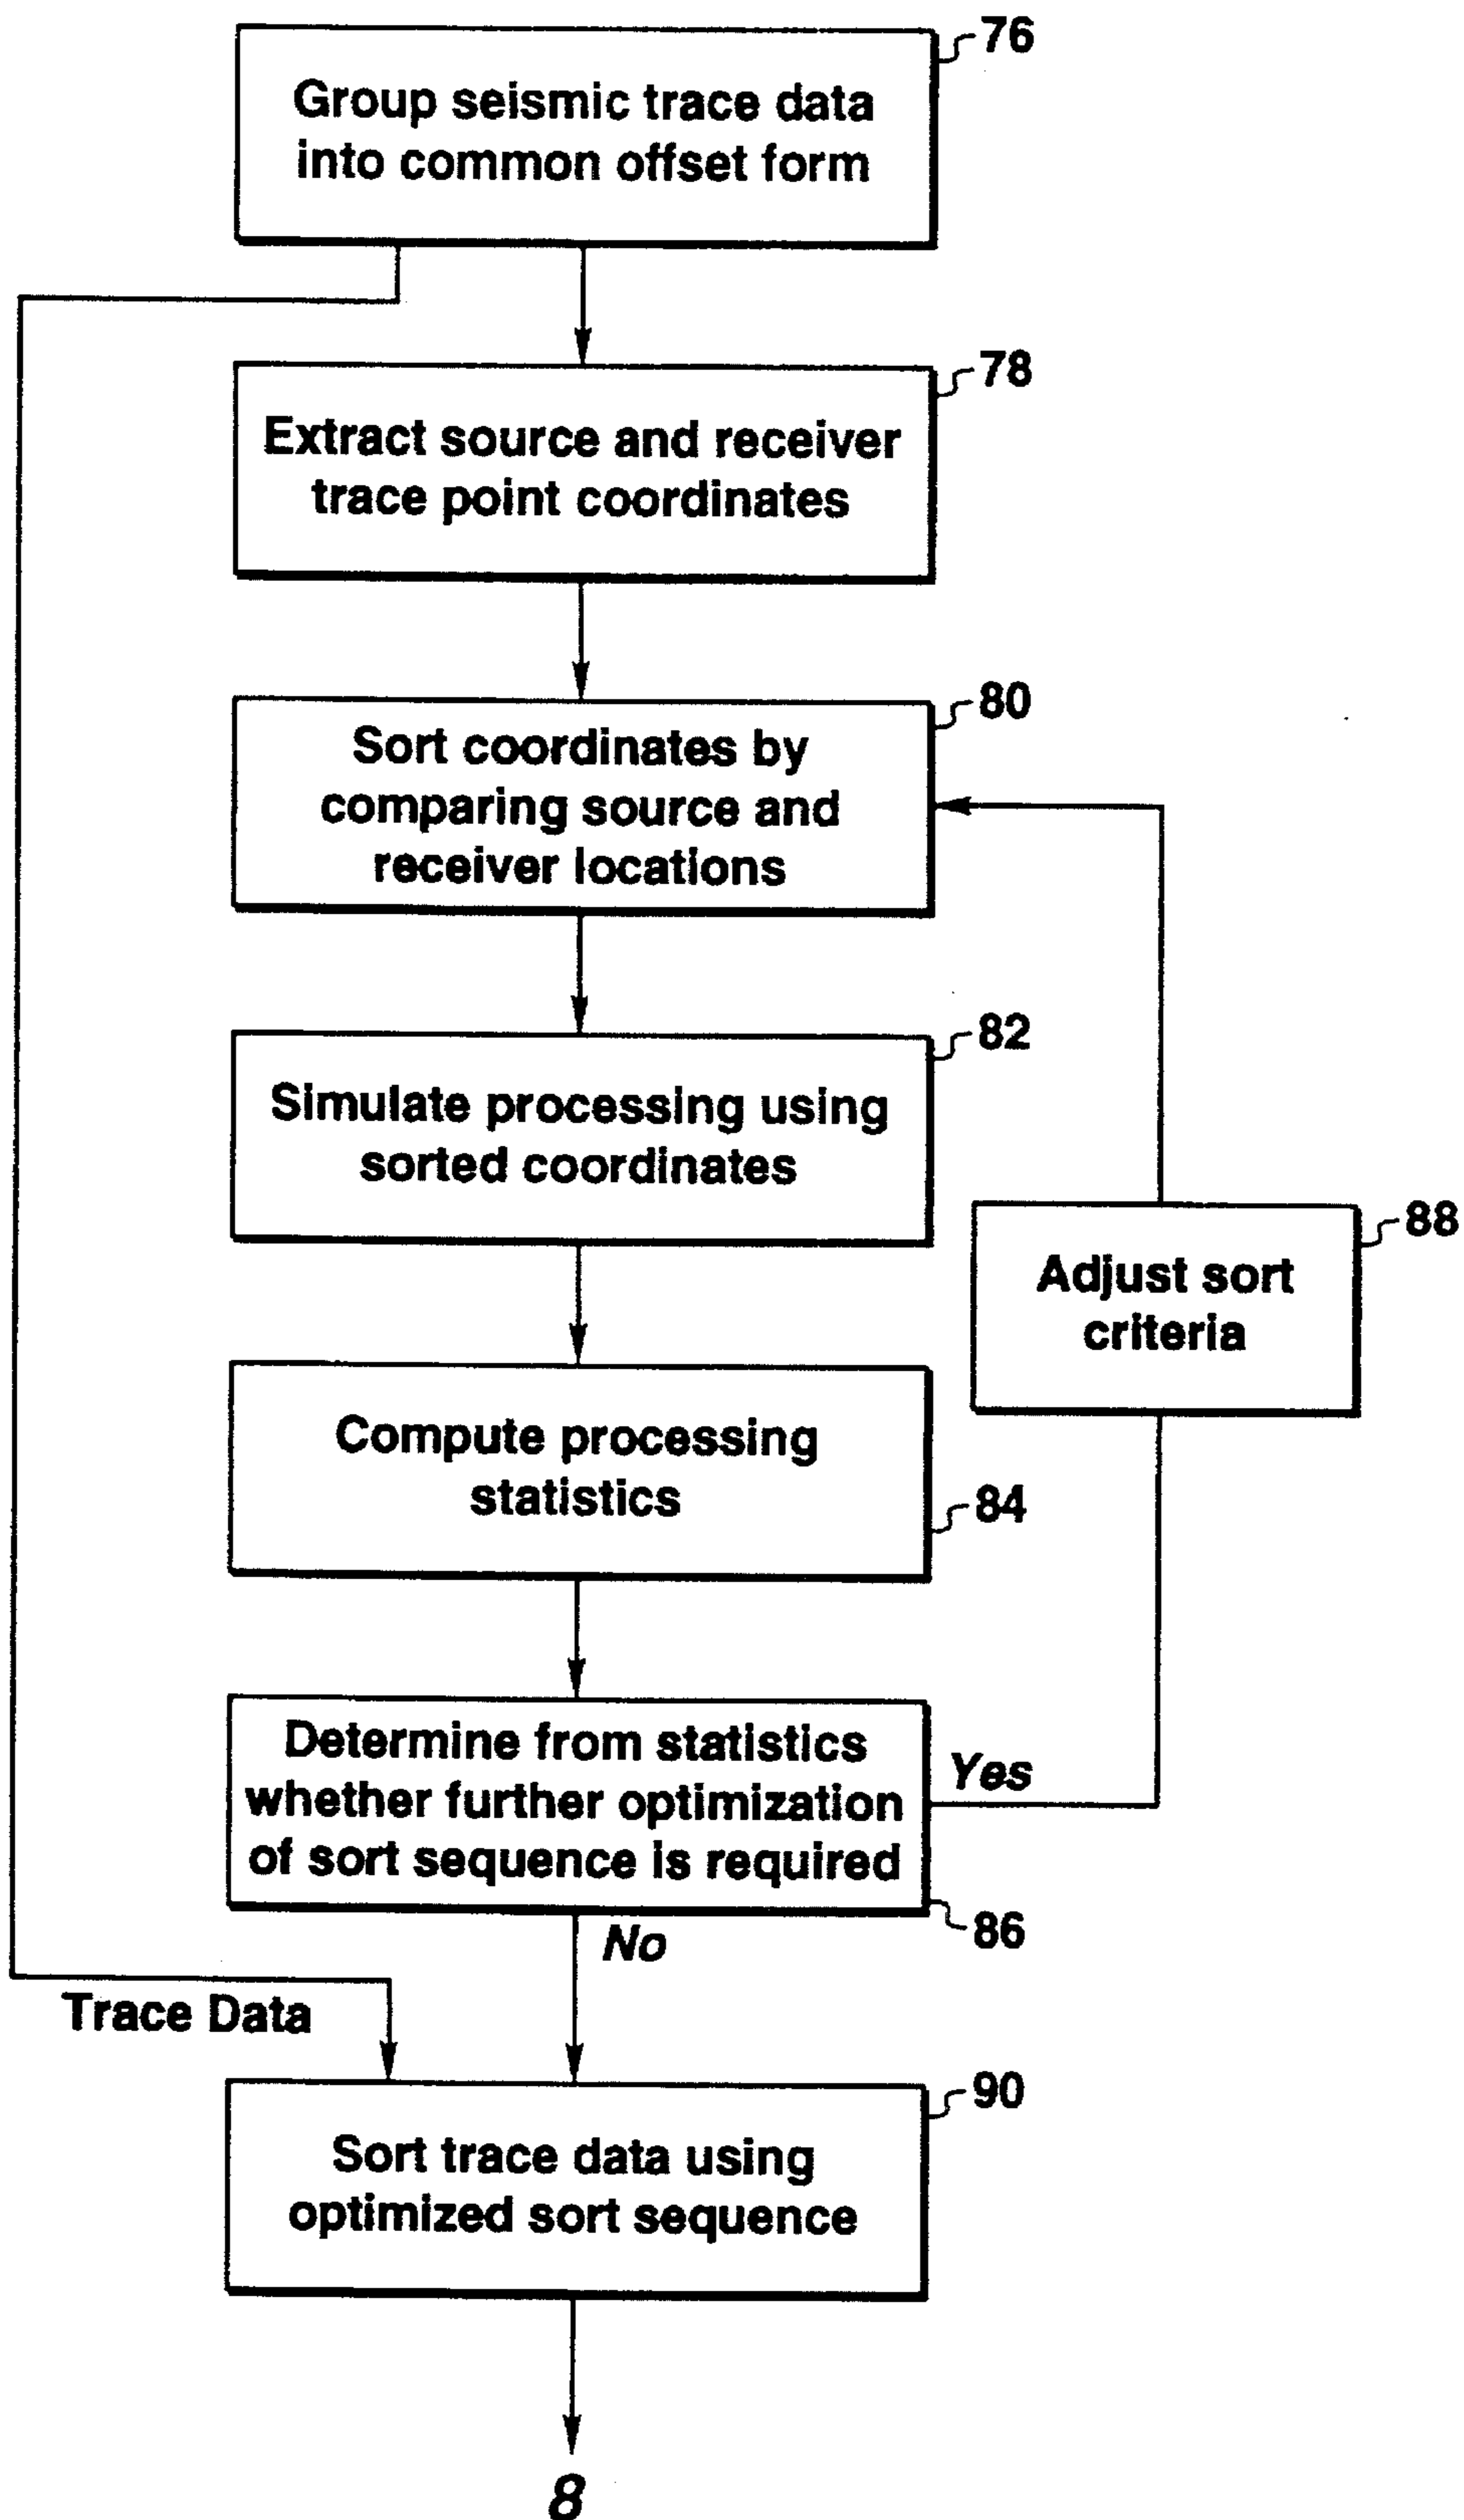 76
Group seismic trace data
into common offset form
78
Extract source and receiver
trace point coordinates
80
Sort coordinates by
comparing source and
receiver locations
82
Simulate processing using
sorted coordinates
88
Adjust sort
criteria
Compute processing
statistics
84
Determine from statistics
whether further optimization
of sort sequence is required
Yes
86
No
Trace Data
90
Sort trace data using
optimized sort sequence
8